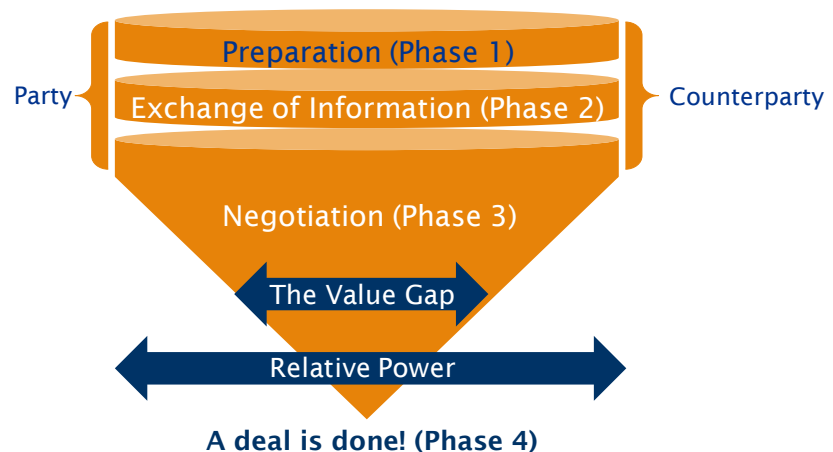 Preparation (Phase 1)
Party
Exchange of Information (Phase 2)
Counterparty
Negotiation (Phase 3)
The Value Gap
Relative Power
A deal is done! (Phase 4)